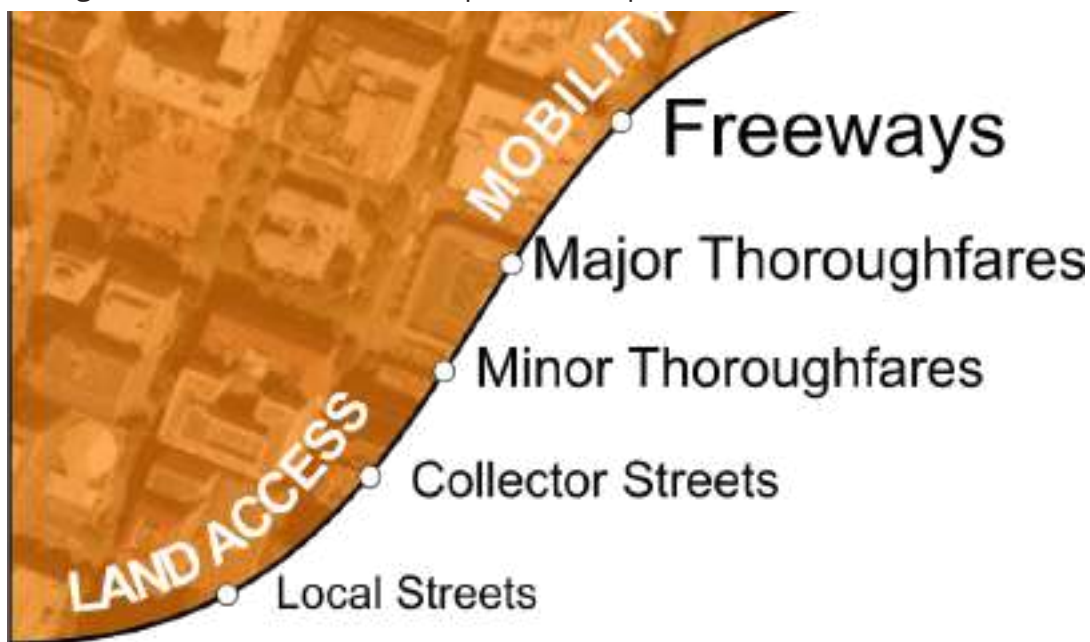 MOBILITY
Freeways
Major Thoroughfares
Minor Thoroughfares
LAND ACCESS
Collector Streets
Local Streets